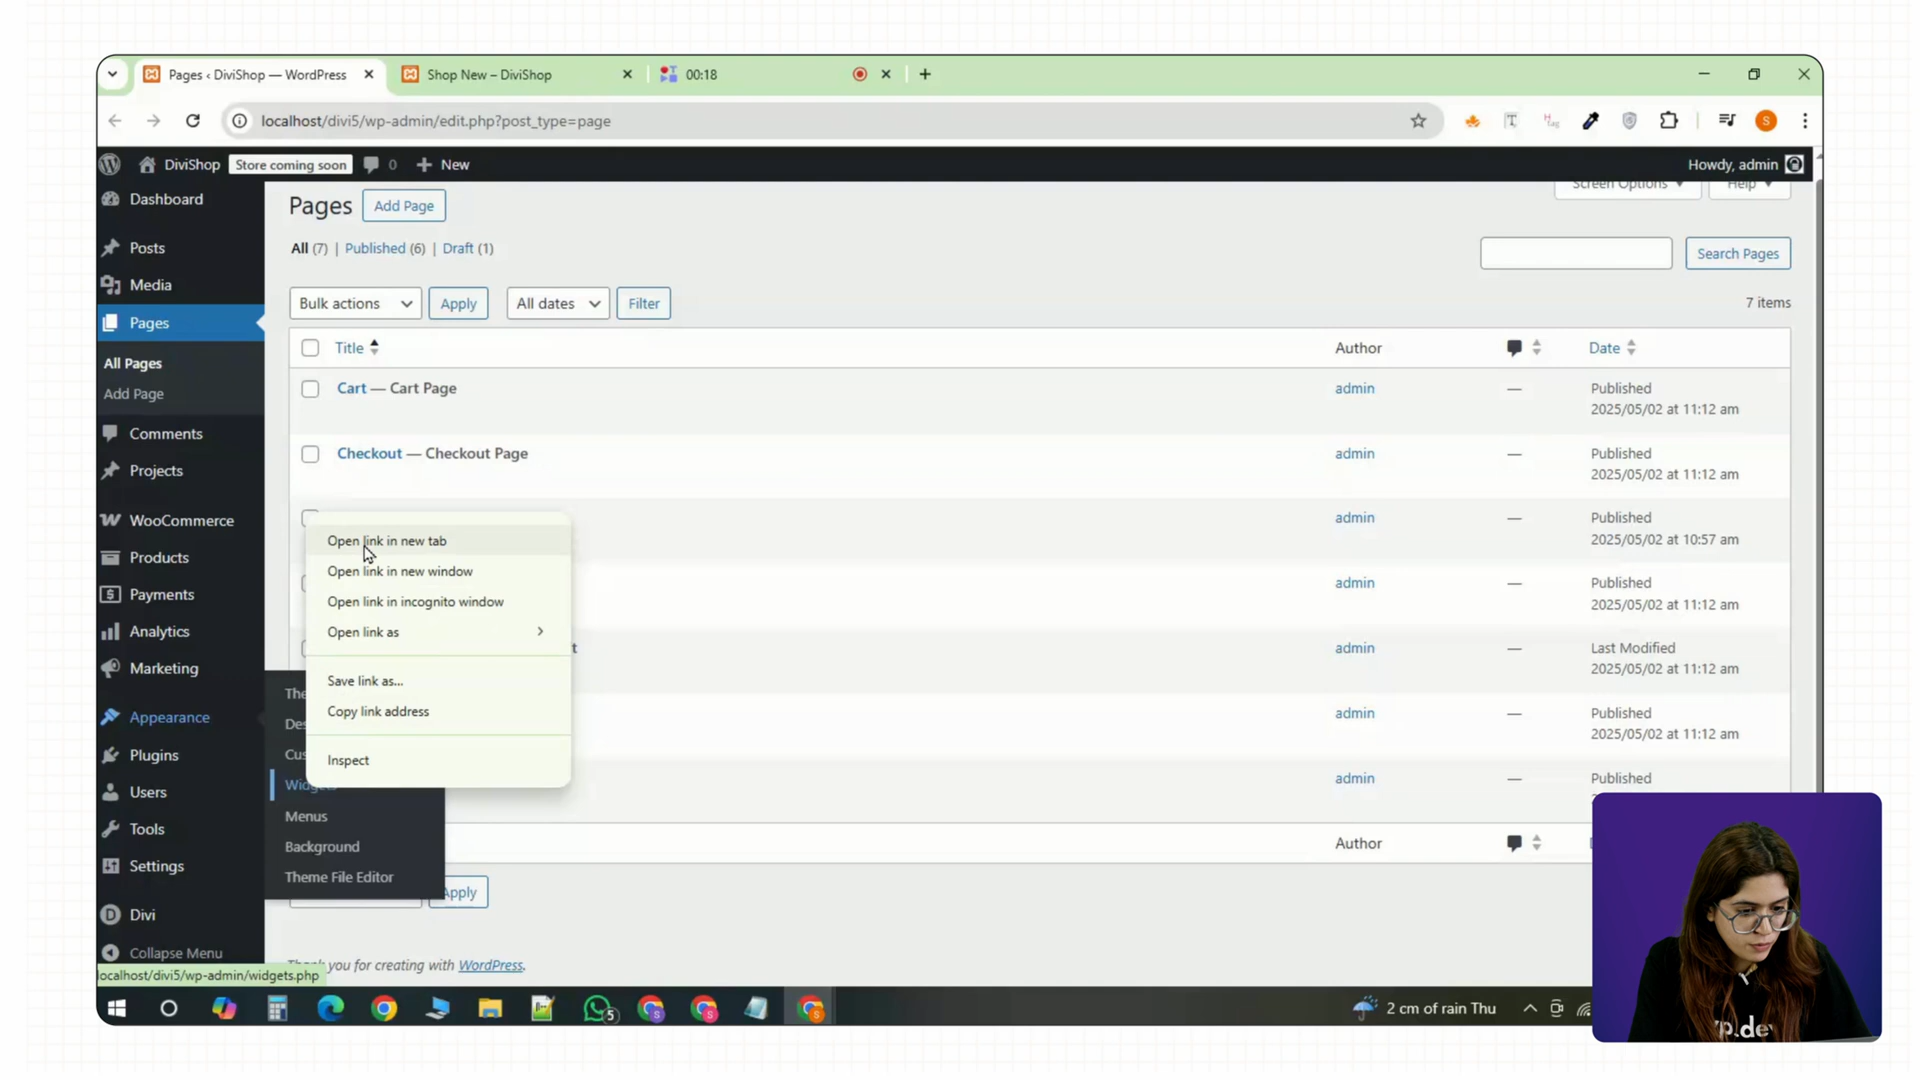 Pages ‹ DiviShop — WordPress
Shop New – DiviShop
00:18
localhost/divi5/wp-admin/edit.php?post_type=page
DiviShop
Store coming soon
0
New
Howdy, admin
Dashboard
Posts
Media
Pages
All Pages
Add Page
Comments
Projects
WooCommerce
Products
Payments
Analytics
Marketing
Appearance
Plugins
Users
Tools
Settings
Divi
Collapse Menu
localhost/divi5/wp-admin/widgets.php
Widgets
Menus
Background
Theme File Editor
Open link in new tab
Open link in new window
Open link in incognito window
Open link as
Save link as...
Copy link address
Inspect
Pages
Add Page
Screen Options
Help
All (7) | Published (6) | Draft (1)
Search Pages
Bulk actions
Apply
All dates
Filter
7 items
Title
Author
Date
Cart — Cart Page
admin
—
Published
2025/05/02 at 11:12 am
Checkout — Checkout Page
admin
—
Published
2025/05/02 at 11:12 am
admin
—
Published
2025/05/02 at 10:57 am
admin
—
Published
2025/05/02 at 11:12 am
admin
—
Last Modified
2025/05/02 at 11:12 am
admin
—
Published
2025/05/02 at 11:12 am
admin
—
Published
Author
Apply
Thank you for creating with WordPress.
5
2 cm of rain Thu